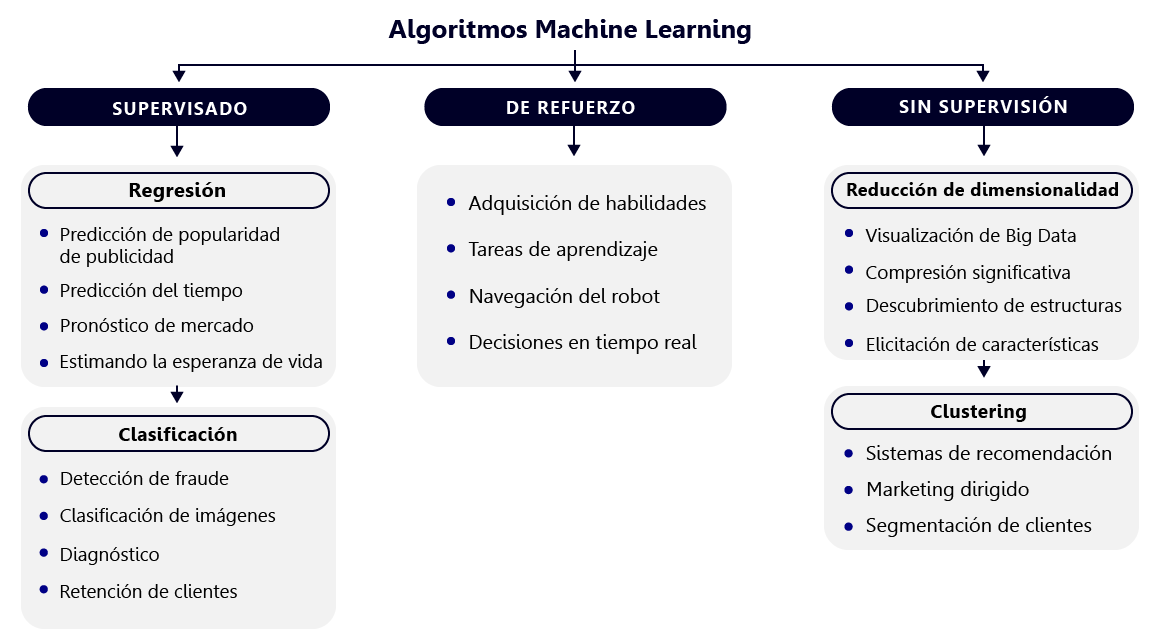 Algoritmos Machine Learning
SUPERVISADO
Regresión
Predicción de popularidad
de publicidad
Predicción del tiempo
Pronóstico de mercado
Estimando la esperanza de vida
Clasificación
Detección de fraude
Clasificación de imágenes
Diagnóstico
Retención de clientes
DE REFUERZO
Adquisición de habilidades
Tareas de aprendizaje
Navegación del robot
Decisiones en tiempo real
SIN SUPERVISIÓN
Reducción de dimensionalidad
Visualización de Big Data
Compresión significativa
Descubrimiento de estructuras
Elicitación de características
Clustering
Sistemas de recomendación
Marketing dirigido
Segmentación de clientes